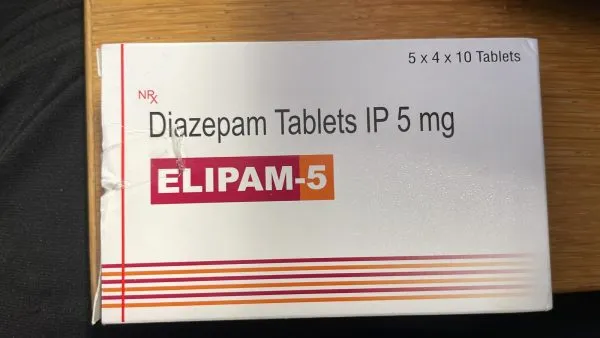 5 x 4 x 10 Tablets
NRx
Diazepam Tablets IP 5 mg
ELIPAM-5